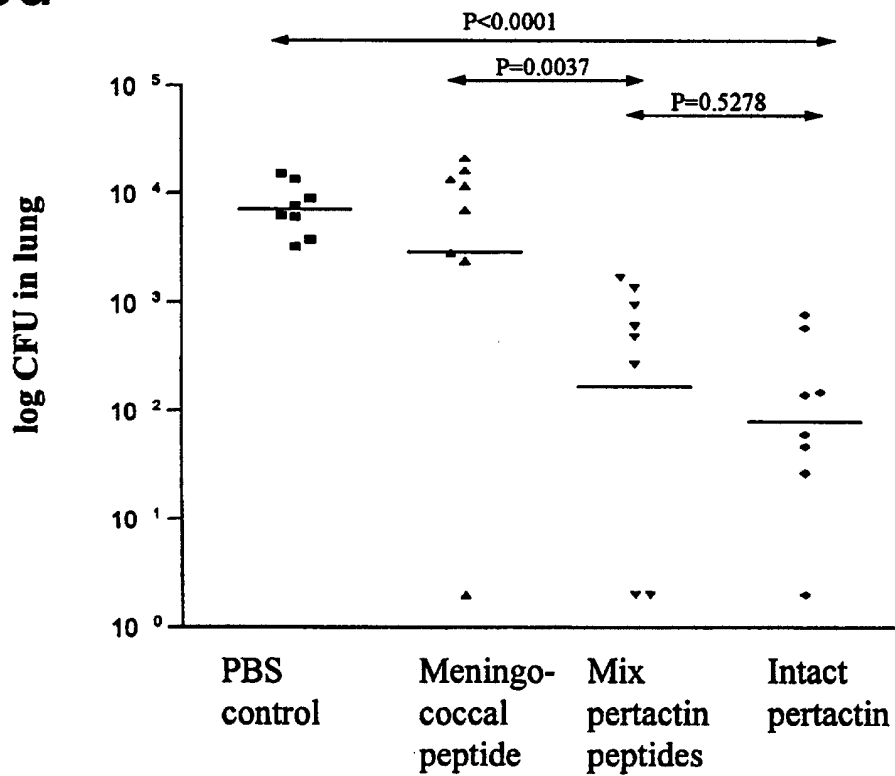 P<0.0001
P=0.0037
P=0.5278
10 5
10 4
10 3
10 2
10 1
10 0
log CFU in lung
PBS
control
Meningo-
coccal
peptide
Mix
pertactin
peptides
Intact
pertactin